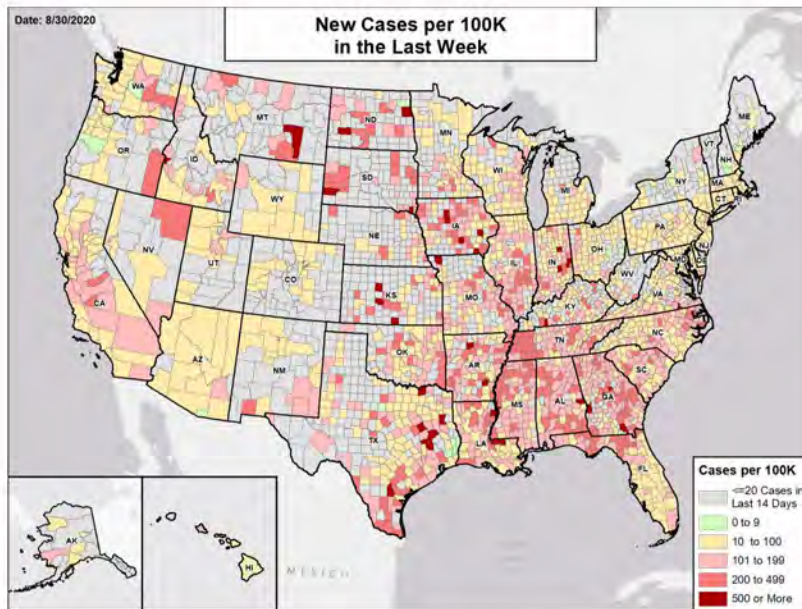 Date: 8/30/2020
New Cases per 100K
in the Last Week
WA
MT
ND
MN
ME
VT
NH
OR
ID
SD
WI
NY
MA
WY
MI
CT
IA
PA
NE
NJ
NV
OH
MD
UT
IL
IN
CO
WV
CA
KS
MO
VA
KY
NC
TN
AZ
OK
NM
AR
SC
MS
AL
GA
TX
LA
FL
AK
HI
MEXICO
Cases per 100K
<=20 Cases in
Last 14 Days
0 to 9
10 to 100
101 to 199
200 to 499
500 or More